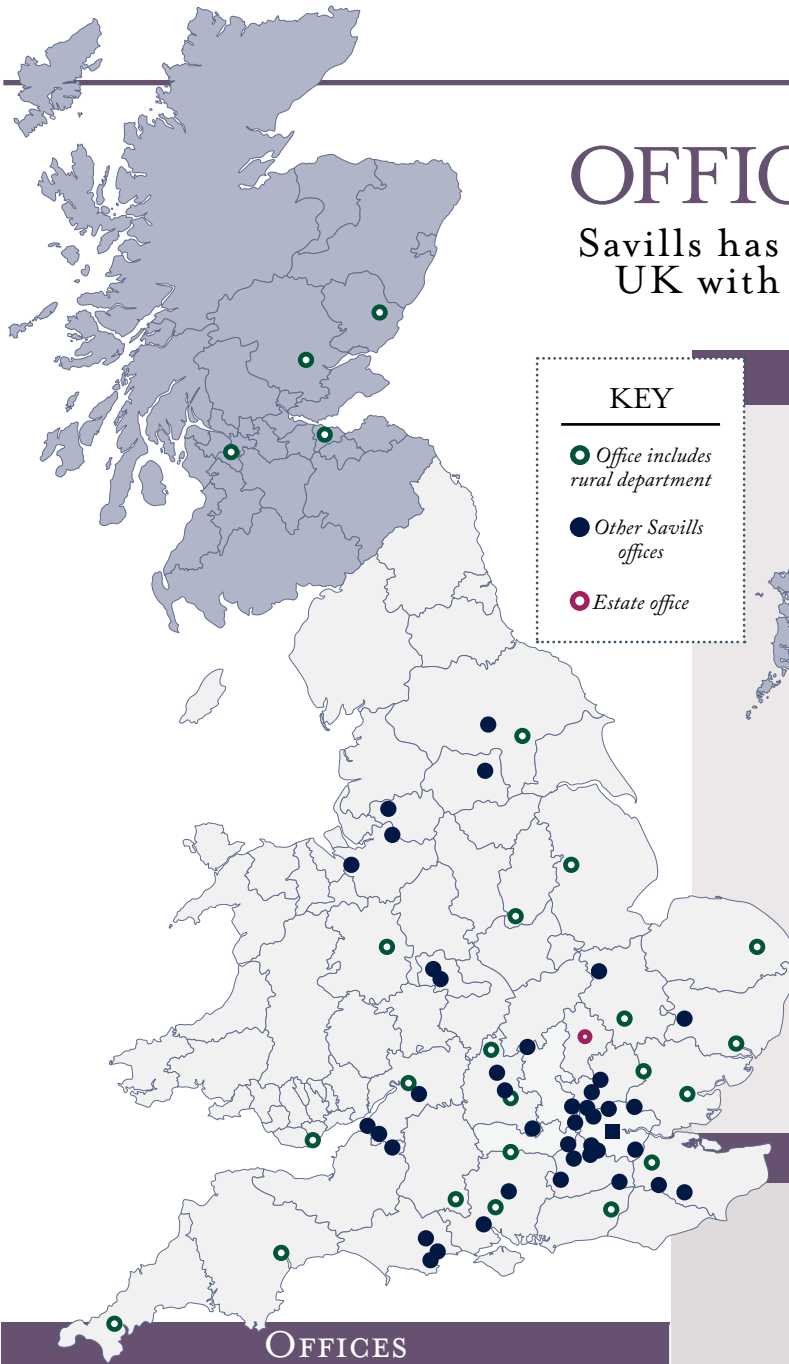 OFFIC
Savills has
UK with
KEY
Office includes
rural department
Other Savills
offices
Estate office
OFFICES